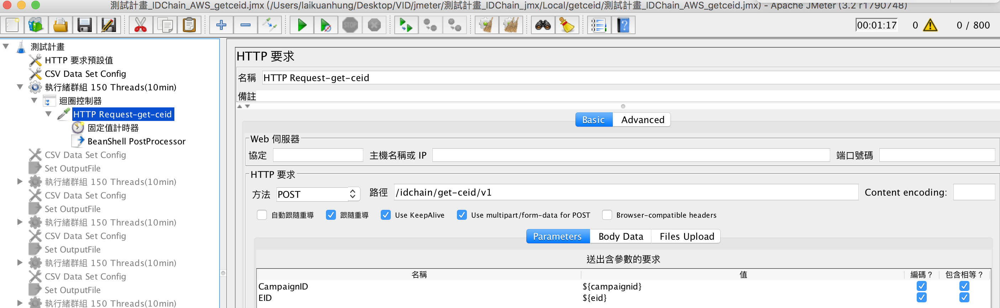 測試計畫_IDChain_AWS_getceid.jmx (/Users/laikuanhung/Desktop/VID/jmeter/測試計畫_IDChain_jmx/Local/getceid/測試計畫_IDChain_AWS_getceid.jmx) - Apache JMeter (3.2 r1790748)
STOP
00:01:17 0 0 / 800
測試計畫
HTTP 要求預設值
CSV Data Set Config
執行緒群組 150 Threads(10min)
迴圈控制器
HTTP Request-get-ceid
固定值計時器
BeanShell PostProcessor
CSV Data Set Config
Set OutputFile
執行緒群組 150 Threads(10min)
CSV Data Set Config
Set OutputFile
執行緒群組 150 Threads(10min)
CSV Data Set Config
Set OutputFile
執行緒群組 150 Threads(10min)
CSV Data Set Config
Set OutputFile
執行緒群組 150 Threads(10min)
HTTP 要求
名稱 HTTP Request-get-ceid
備註
Basic Advanced
Web 伺服器
協定 主機名稱或 IP 端口號碼
HTTP 要求
方法 POST 路徑 /idchain/get-ceid/v1 Content encoding:
自動跟隨重導 跟隨重導 Use KeepAlive Use multipart/form-data for POST Browser-compatible headers
Parameters Body Data Files Upload
送出含參數的要求
名稱 值 編碼？ 包含相等？
CampaignID ${campaignid}
EID ${eid}